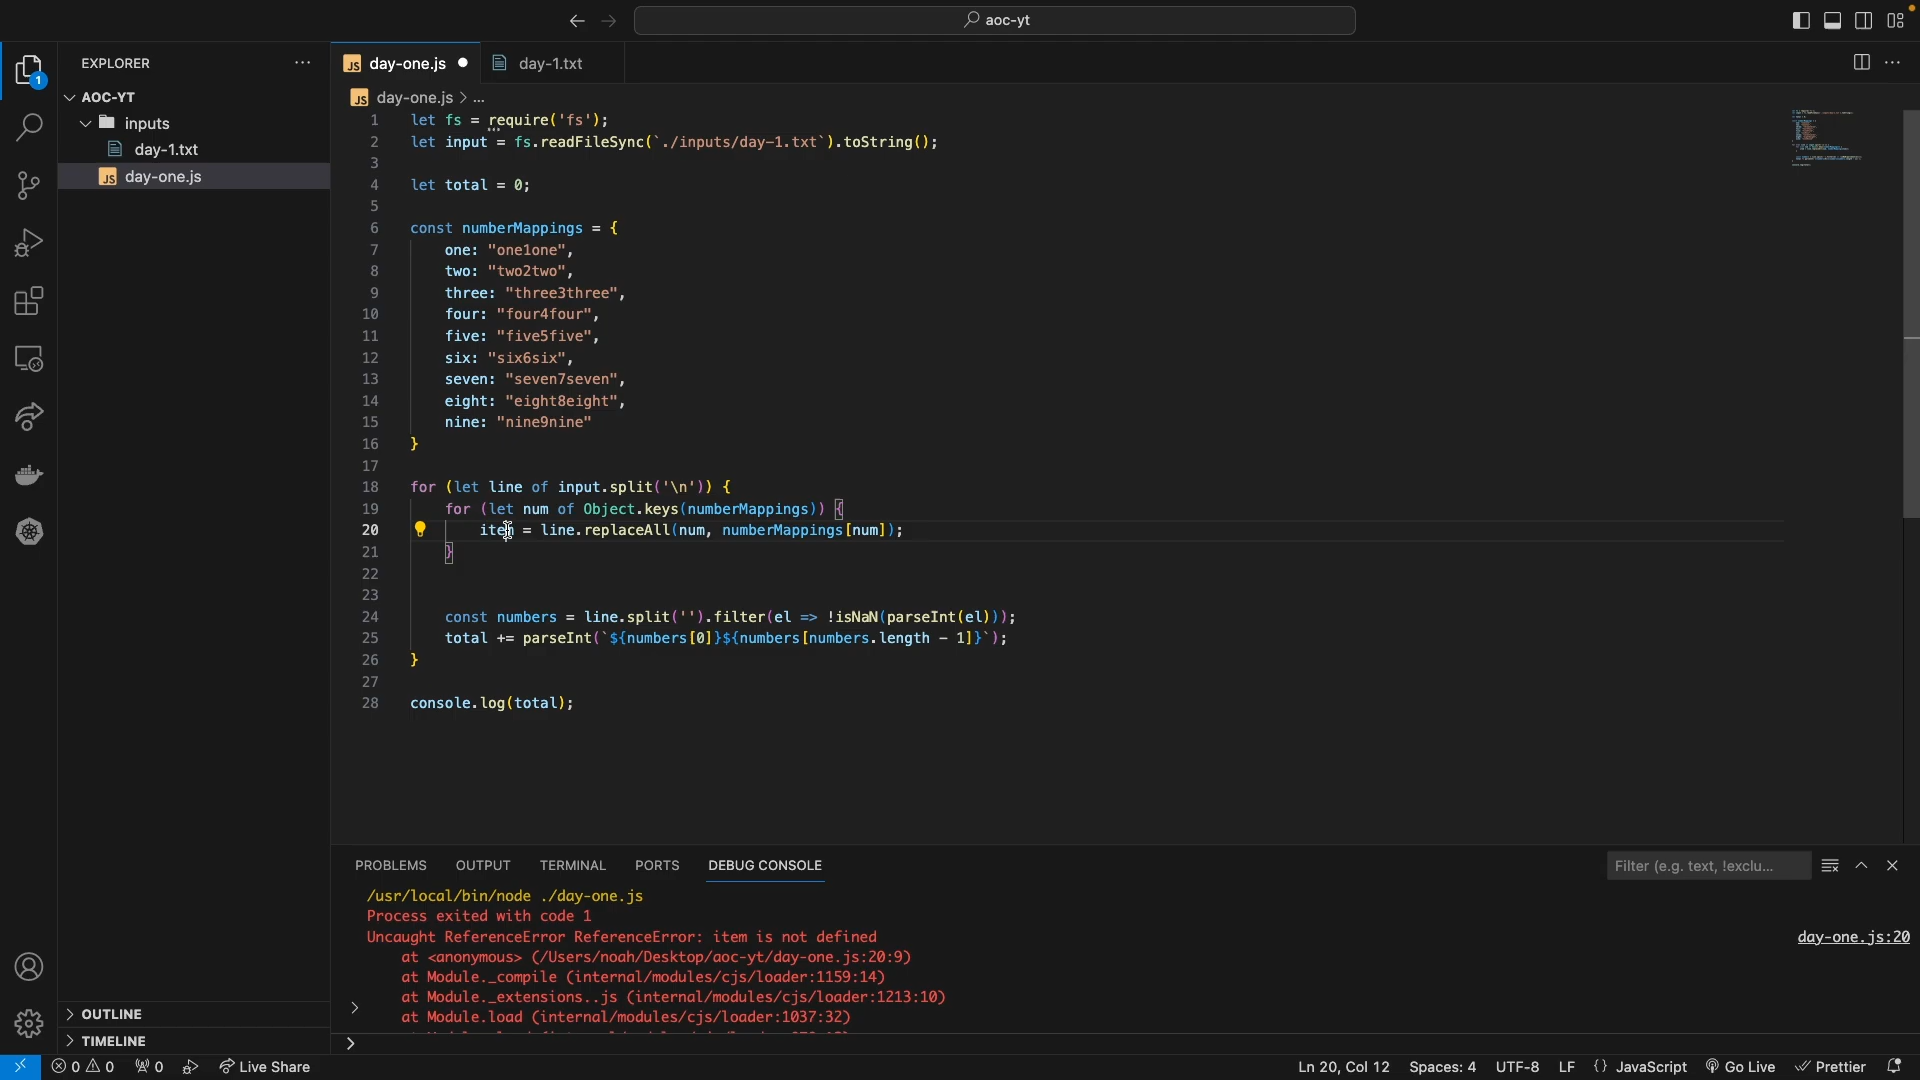 aoc-yt
EXPLORER
AOC-YT
inputs
day-1.txt
day-one.js
OUTLINE
TIMELINE
1
JS day-one.js
day-1.txt
JS day-one.js > ...
1 let fs = require('fs');
2 let input = fs.readFileSync(`./inputs/day-1.txt`).toString();
3
4 let total = 0;
5
6 const numberMappings = {
7 one: "one1one",
8 two: "two2two",
9 three: "three3three",
10 four: "four4four",
11 five: "five5five",
12 six: "six6six",
13 seven: "seven7seven",
14 eight: "eight8eight",
15 nine: "nine9nine"
16 }
17
18 for (let line of input.split('\n')) {
19 for (let num of Object.keys(numberMappings)) {
20 item = line.replaceAll(num, numberMappings[num]);
21 }
22
23
24 const numbers = line.split('').filter(el => !isNaN(parseInt(el)));
25 total += parseInt(`${numbers[0]}${numbers[numbers.length - 1]}`);
26 }
27
28 console.log(total);
PROBLEMS OUTPUT TERMINAL PORTS DEBUG CONSOLE
Filter (e.g. text, !exclu...
/usr/local/bin/node ./day-one.js
Process exited with code 1
Uncaught ReferenceError ReferenceError: item is not defined
day-one.js:20
at <anonymous> (/Users/noah/Desktop/aoc-yt/day-one.js:20:9)
at Module._compile (internal/modules/cjs/loader:1159:14)
at Module._extensions..js (internal/modules/cjs/loader:1213:10)
at Module.load (internal/modules/cjs/loader:1037:32)
0 0 0 Live Share
Ln 20, Col 12 Spaces: 4 UTF-8 LF {} JavaScript Go Live Prettier